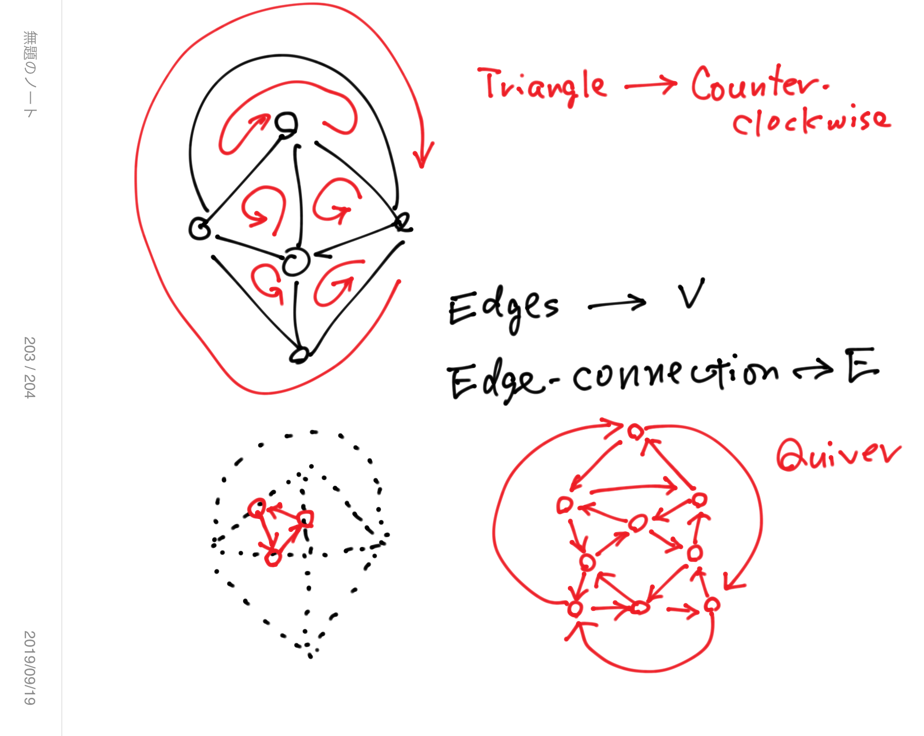 無題のノート
203 / 204
2019/09/19
Triangle → Counter-
clockwise
Edges → V
Edge-connection → E
Quiver